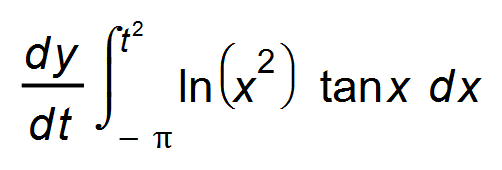 dy/dt ∫_{-π}^{t²} ln(x²) tanx dx